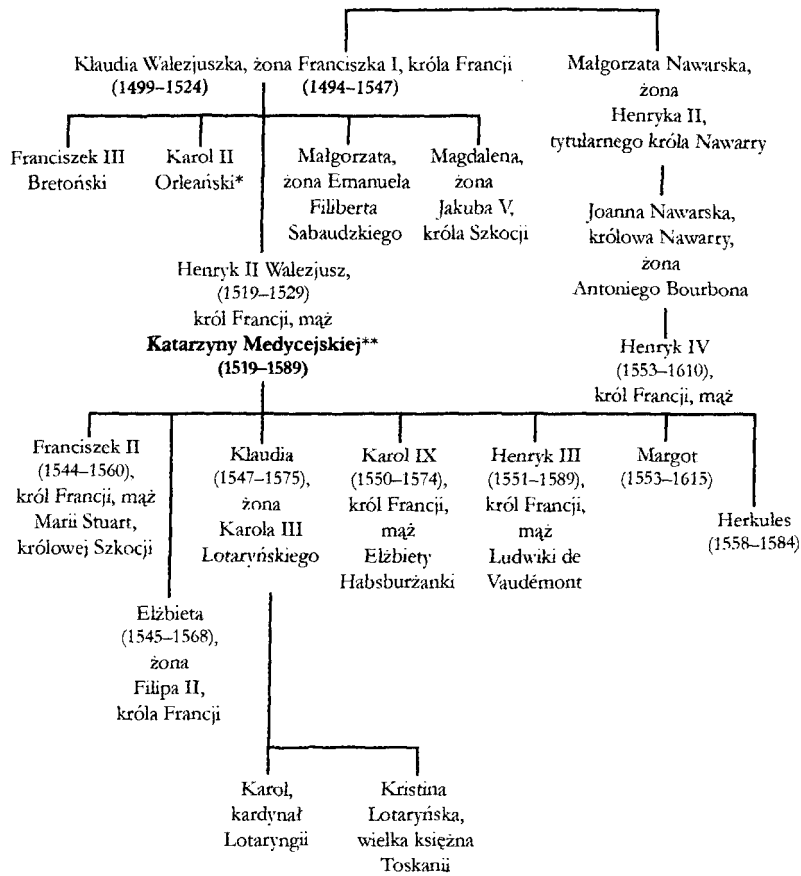 Klaudia Walezjuszka, żona Franciszka I, króla Francji
(1499–1524) (1494–1547)
Małgorzata Nawarska,
żona
Henryka II,
tytularnego króla Nawarry
Franciszek III
Bretoński
Karol II
Orleański*
Małgorzata,
żona Emanuela
Filiberta
Sabaudzkiego
Magdalena,
żona
Jakuba V,
króla Szkocji
Joanna Nawarska,
królowa Nawarry,
żona
Antoniego Bourbona
Henryk II Walezjusz,
(1519–1529)
król Francji, mąż
Katarzyny Medycejskiej**
(1519–1589)
Henryk IV
(1553–1610),
król Francji, mąż
Franciszek II
(1544–1560),
król Francji, mąż
Marii Stuart,
królowej Szkocji
Klaudia
(1547–1575),
żona
Karola III
Lotaryńskiego
Karol IX
(1550–1574),
król Francji,
mąż
Elżbiety
Habsburżanki
Henryk III
(1551–1589),
król Francji,
mąż
Ludwiki de
Vaudémont
Margot
(1553–1615)
Herkules
(1558–1584)
Elżbieta
(1545–1568),
żona
Filipa II,
króla Francji
Karol,
kardynał
Lotaryngii
Kristina
Lotaryńska,
wielka księżna
Toskanii